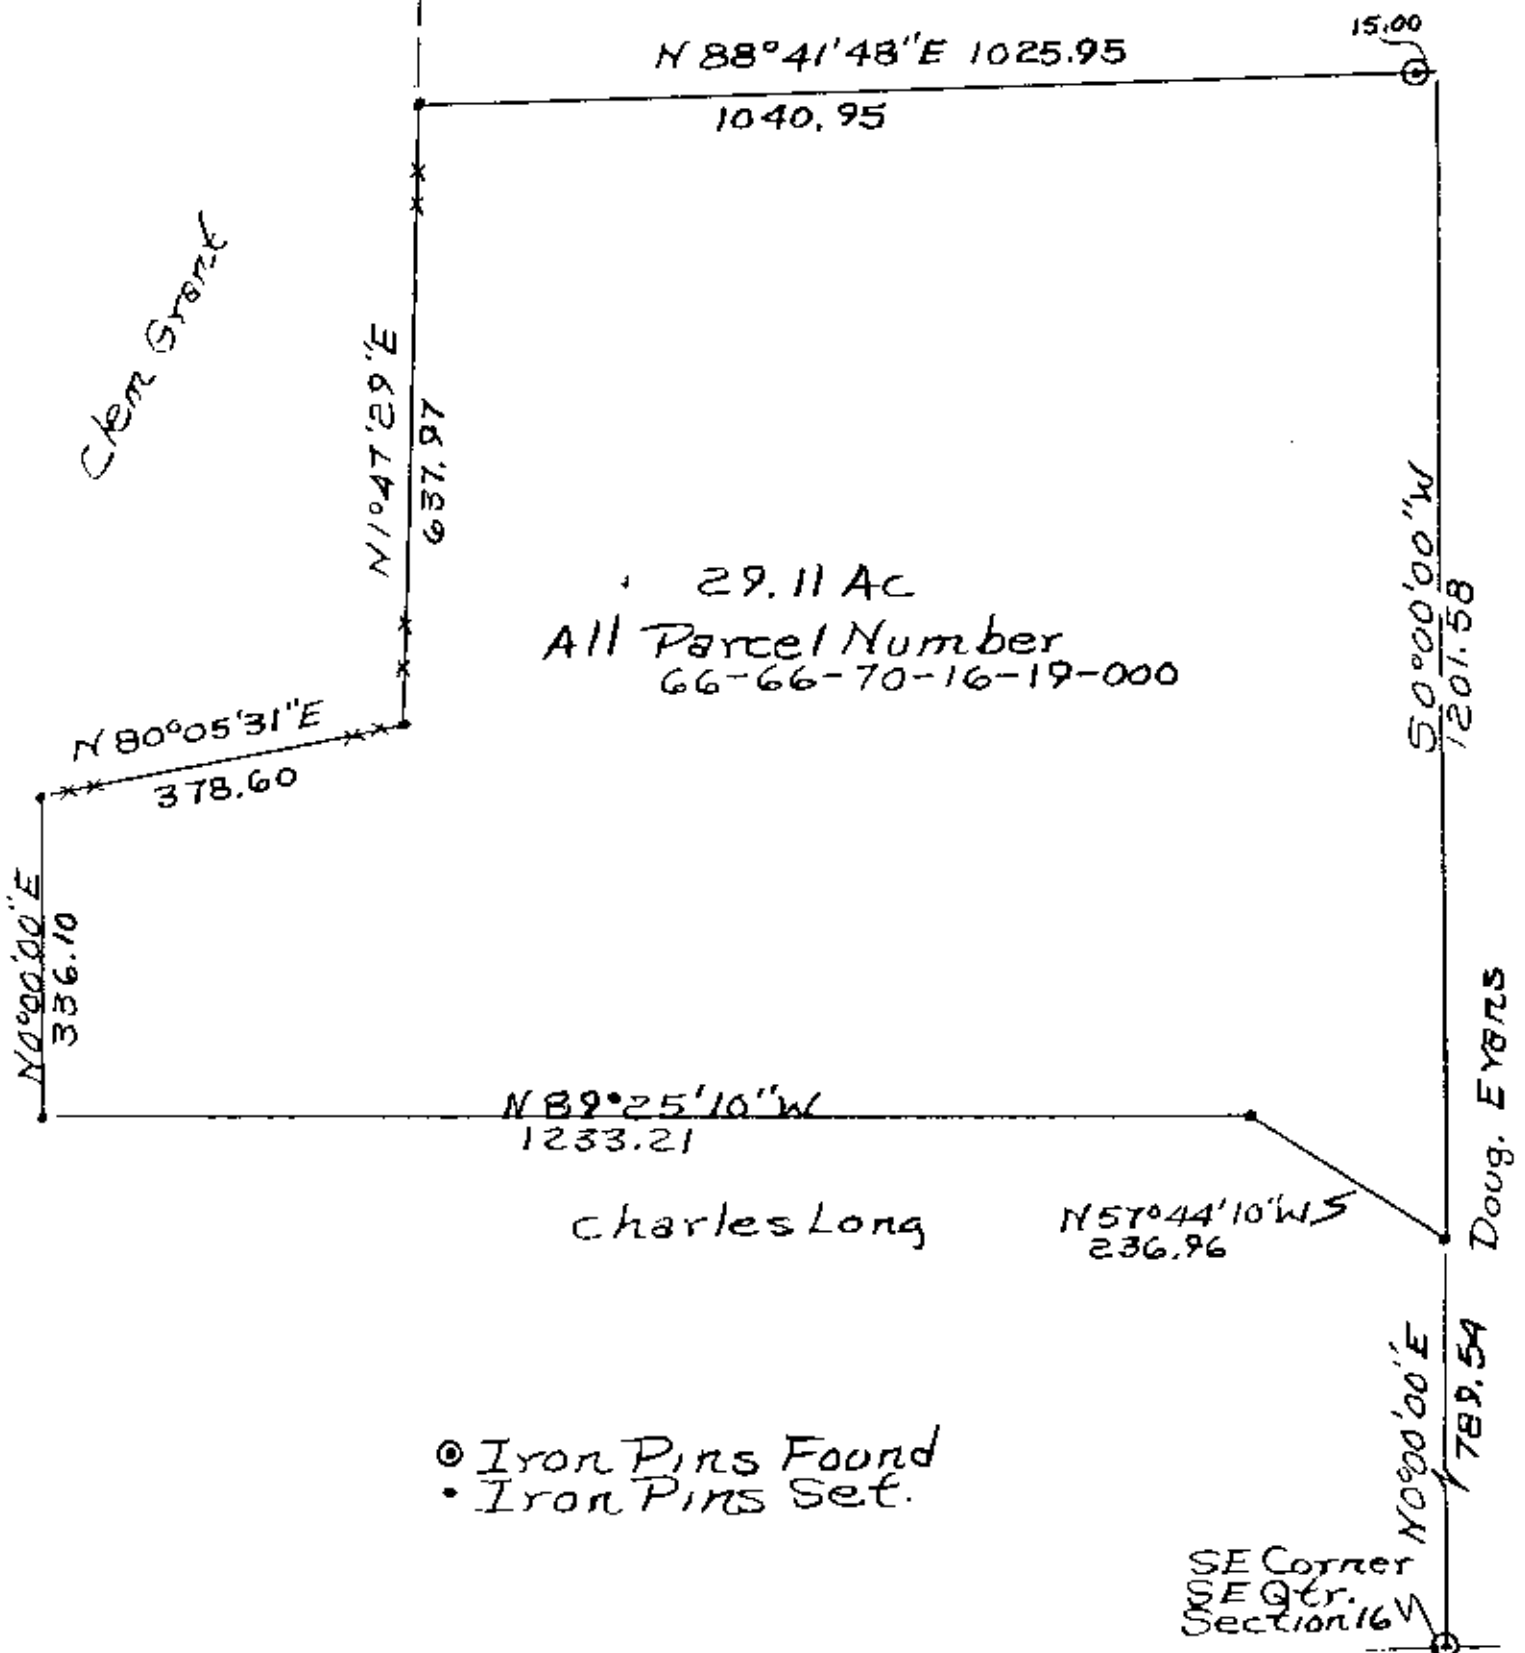 15.00
N 88°41'48"E 1025.95
1040.95
Clem Grant
N 1°47'29"E
637.97
29.11 Ac
All Parcel Number
66-66-70-16-19-000
S0°00'00"W
1201.58
N 80°05'31"E
378.60
N0°00'00"E
336.10
N 89°25'10"W
1233.21
Charles Long
N57°44'10"W
236.96
Doug. Evans
N0°00'00"E
789.54
Iron Pins Found
Iron Pins Set.
SE Corner
SE Qtr.
Section 16